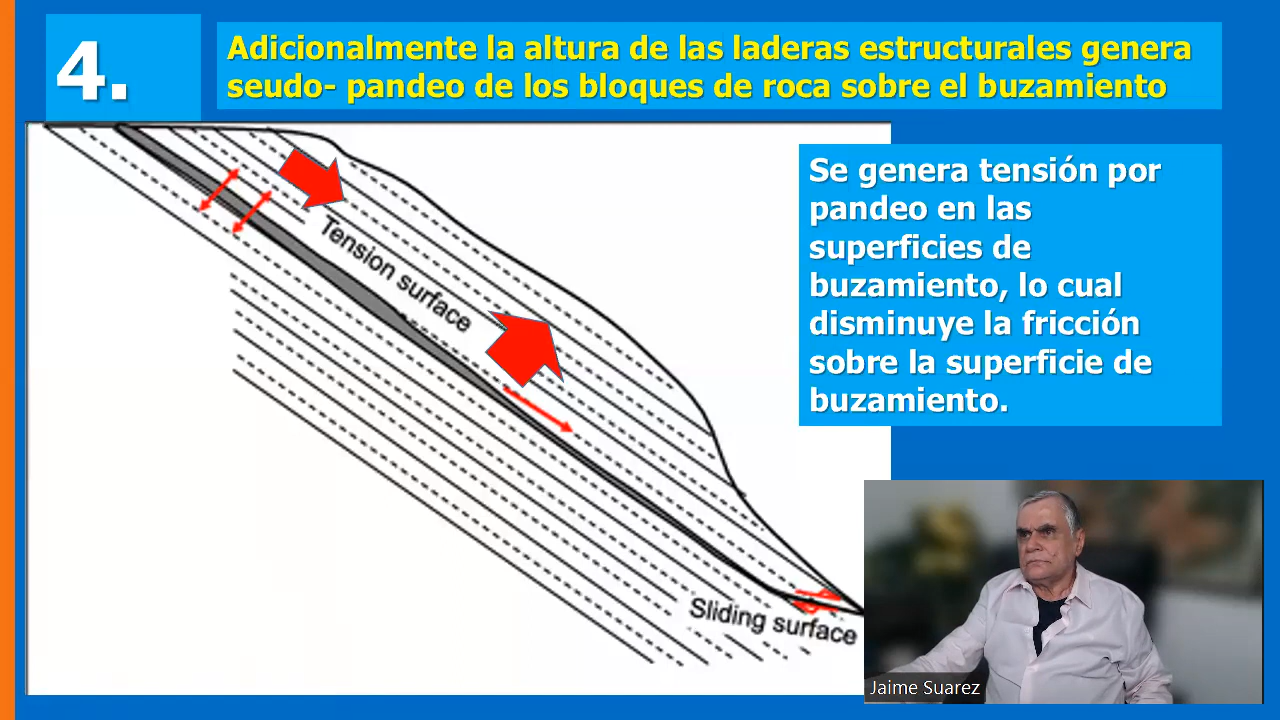 4.
Adicionalmente la altura de las laderas estructurales genera
seudo- pandeo de los bloques de roca sobre el buzamiento
Se genera tensión por
pandeo en las
superficies de
buzamiento, lo cual
disminuye la fricción
sobre la superficie de
buzamiento.
Tension surface
Sliding surface
Jaime Suarez